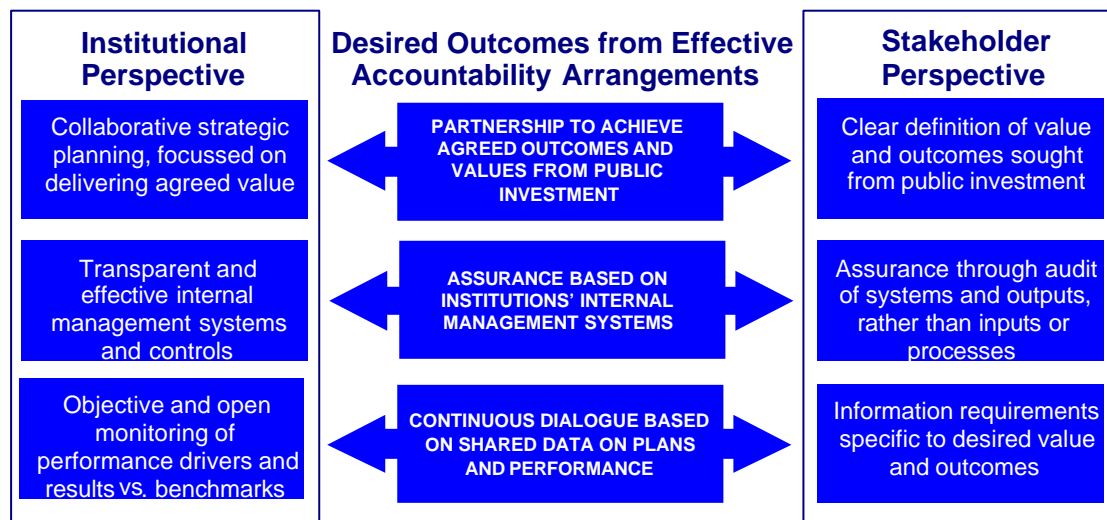 Institutional
Perspective
Desired Outcomes from Effective
Accountability Arrangements
Stakeholder
Perspective
Collaborative strategic
planning, focussed on
delivering agreed value
PARTNERSHIP TO ACHIEVE
AGREED OUTCOMES AND
VALUES FROM PUBLIC
INVESTMENT
Clear definition of value
and outcomes sought
from public investment
Transparent and
effective internal
management systems
and controls
ASSURANCE BASED ON
INSTITUTIONS’ INTERNAL
MANAGEMENT SYSTEMS
Assurance through audit
of systems and outputs,
rather than inputs or
processes
Objective and open
monitoring of
performance drivers and
results vs. benchmarks
CONTINUOUS DIALOGUE BASED
ON SHARED DATA ON PLANS
AND PERFORMANCE
Information requirements
specific to desired value
and outcomes